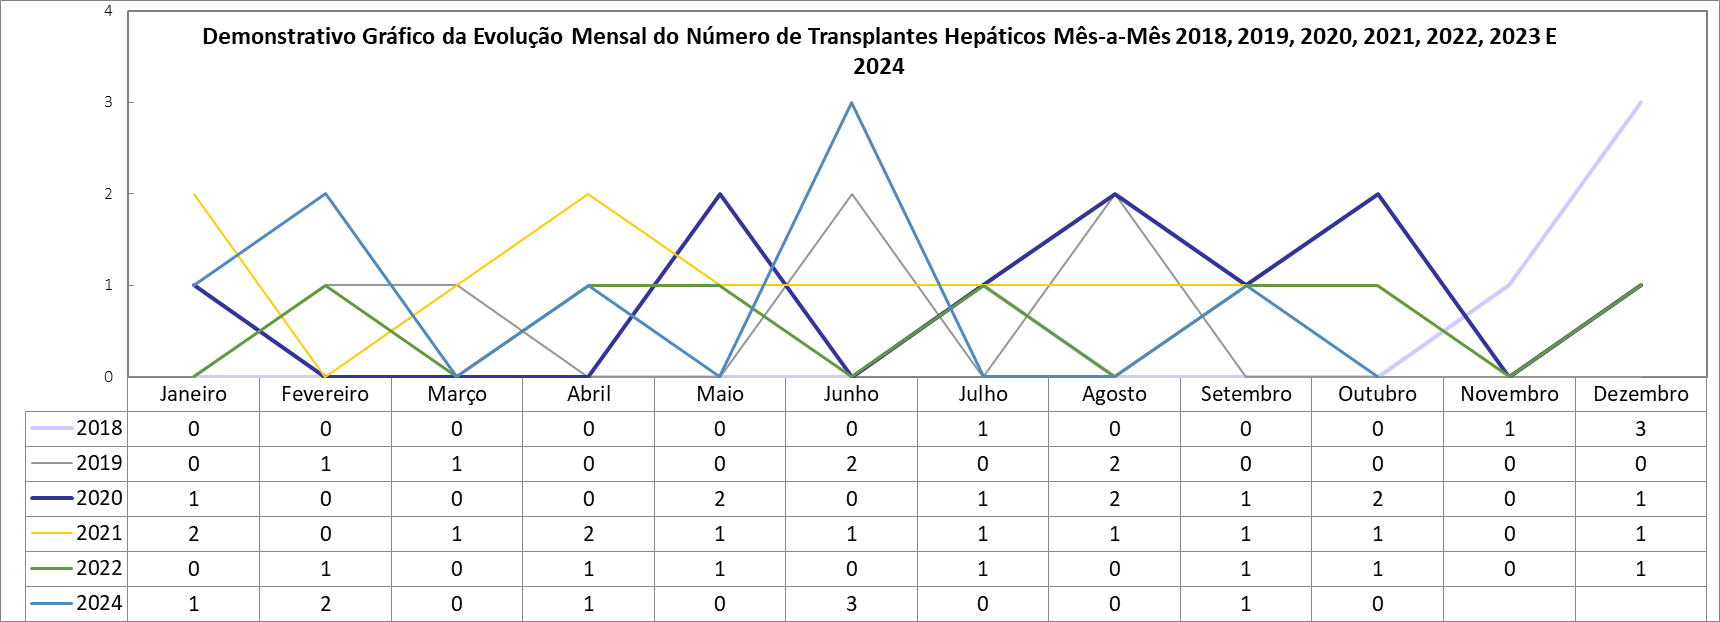 Demonstrativo Gráfico da Evolução Mensal do Número de Transplantes Hepáticos Mês-a-Mês 2018, 2019, 2020, 2021, 2022, 2023 E
2024
4
3
2
1
0
Janeiro Fevereiro Março Abril Maio Junho Julho Agosto Setembro Outubro Novembro Dezembro
2018 0 0 0 0 0 0 1 0 0 0 1 3
2019 0 1 1 0 0 2 0 2 0 0 0 0
2020 1 0 0 0 2 0 1 2 1 2 0 1
2021 2 0 1 2 1 1 1 1 1 1 0 1
2022 0 1 0 1 1 0 1 0 1 1 0 1
2024 1 2 0 1 0 3 0 0 1 0